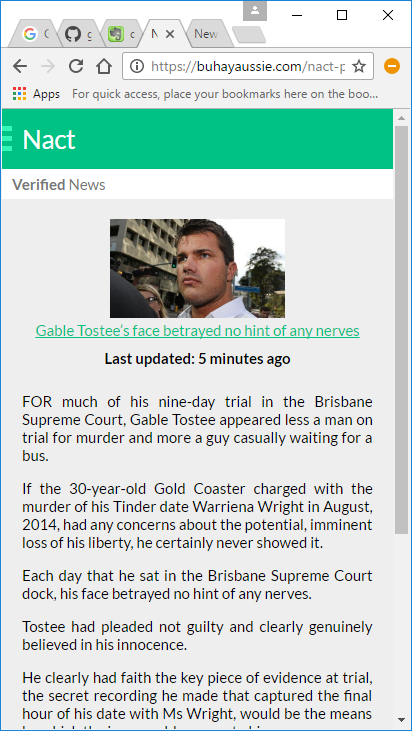 C
g
c
N
New
https://buhayaussie.com/nact-p
Apps
For quick access, place your bookmarks here on the boo...
Nact
Verified News
Gable Tostee's face betrayed no hint of any nerves
Last updated: 5 minutes ago
FOR much of his nine-day trial in the Brisbane
Supreme Court, Gable Tostee appeared less a man on
trial for murder and more a guy casually waiting for a
bus.
If the 30-year-old Gold Coaster charged with the
murder of his Tinder date Warriena Wright in August,
2014, had any concerns about the potential, imminent
loss of his liberty, he certainly never showed it.
Each day that he sat in the Brisbane Supreme Court
dock, his face betrayed no hint of any nerves.
Tostee had pleaded not guilty and clearly genuinely
believed in his innocence.
He clearly had faith the key piece of evidence at trial,
the secret recording he made that captured the final
hour of his date with Ms Wright, would be the means